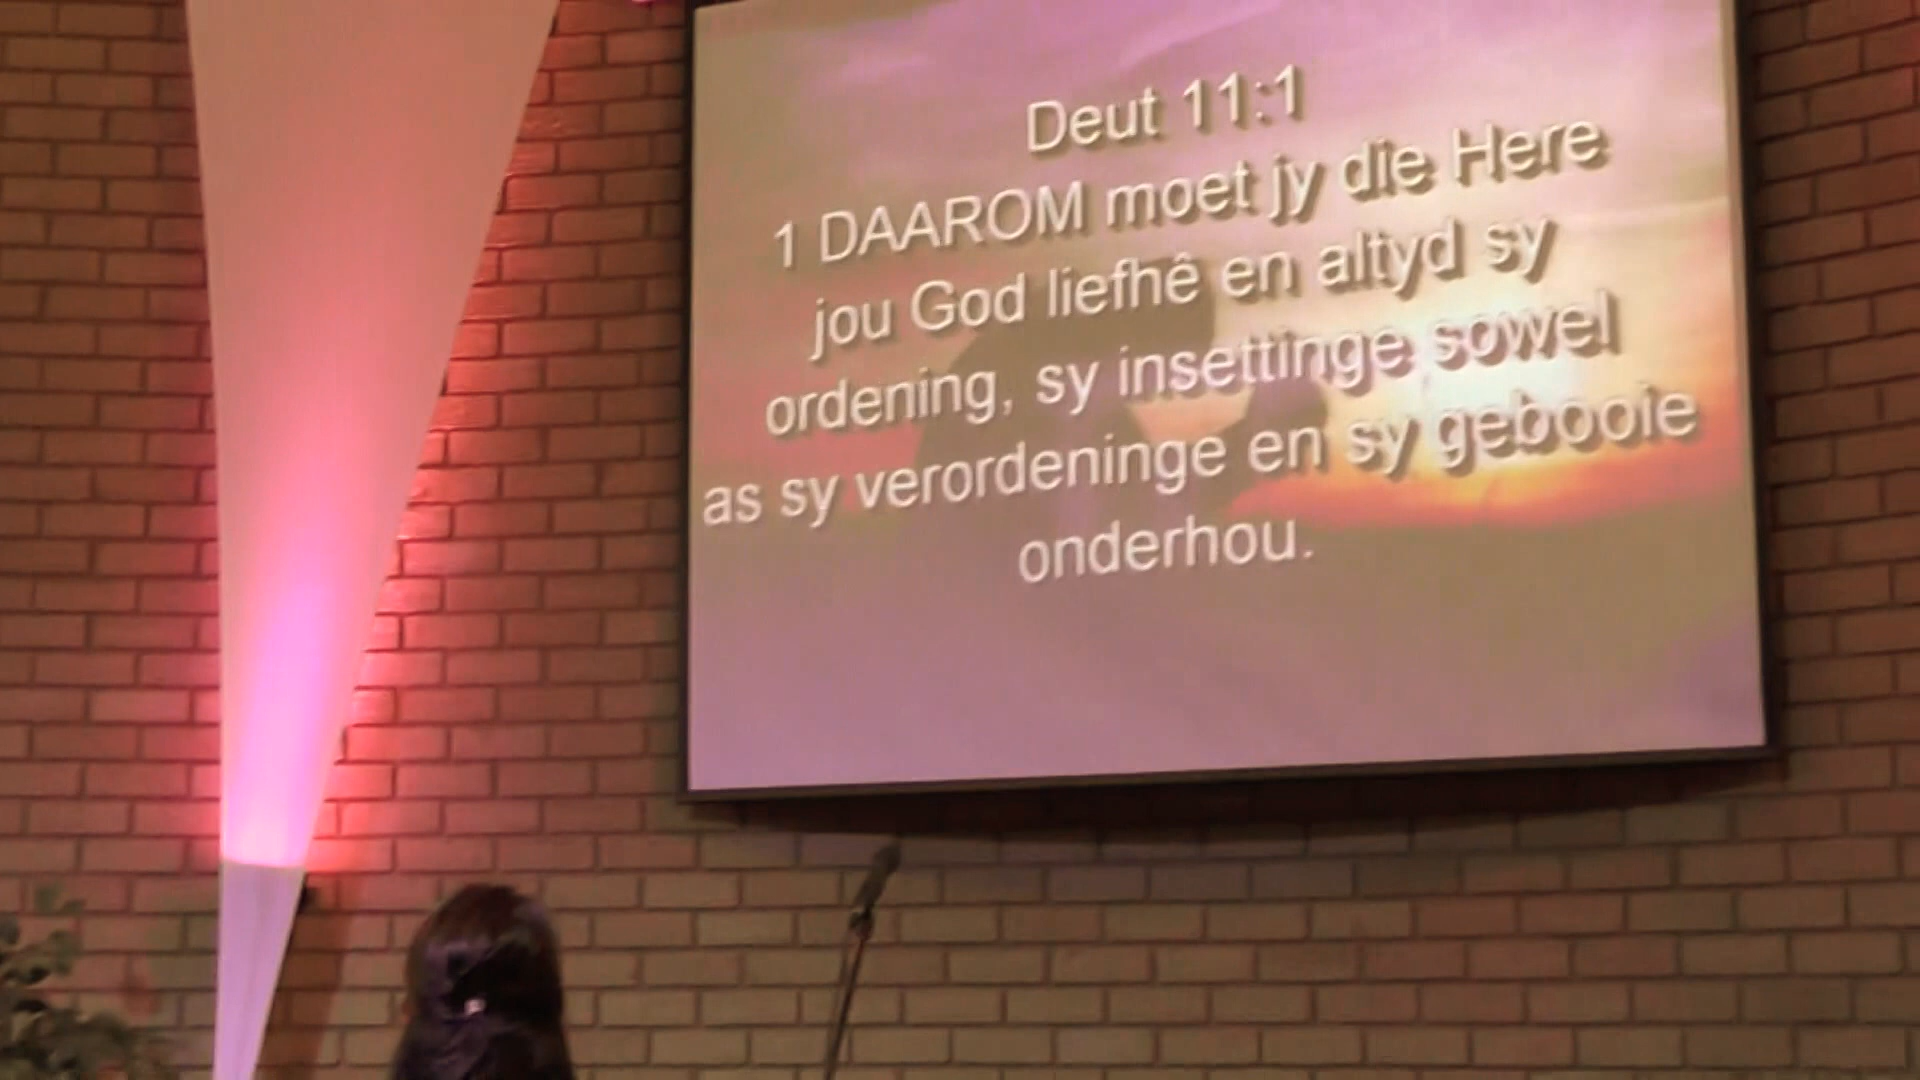 Deut 11:1
1 DAAROM moet jy die Here
jou God liefhê en altyd sy
ordening, sy insettinge sowel
as sy verordeninge en sy gebooie
onderhou.